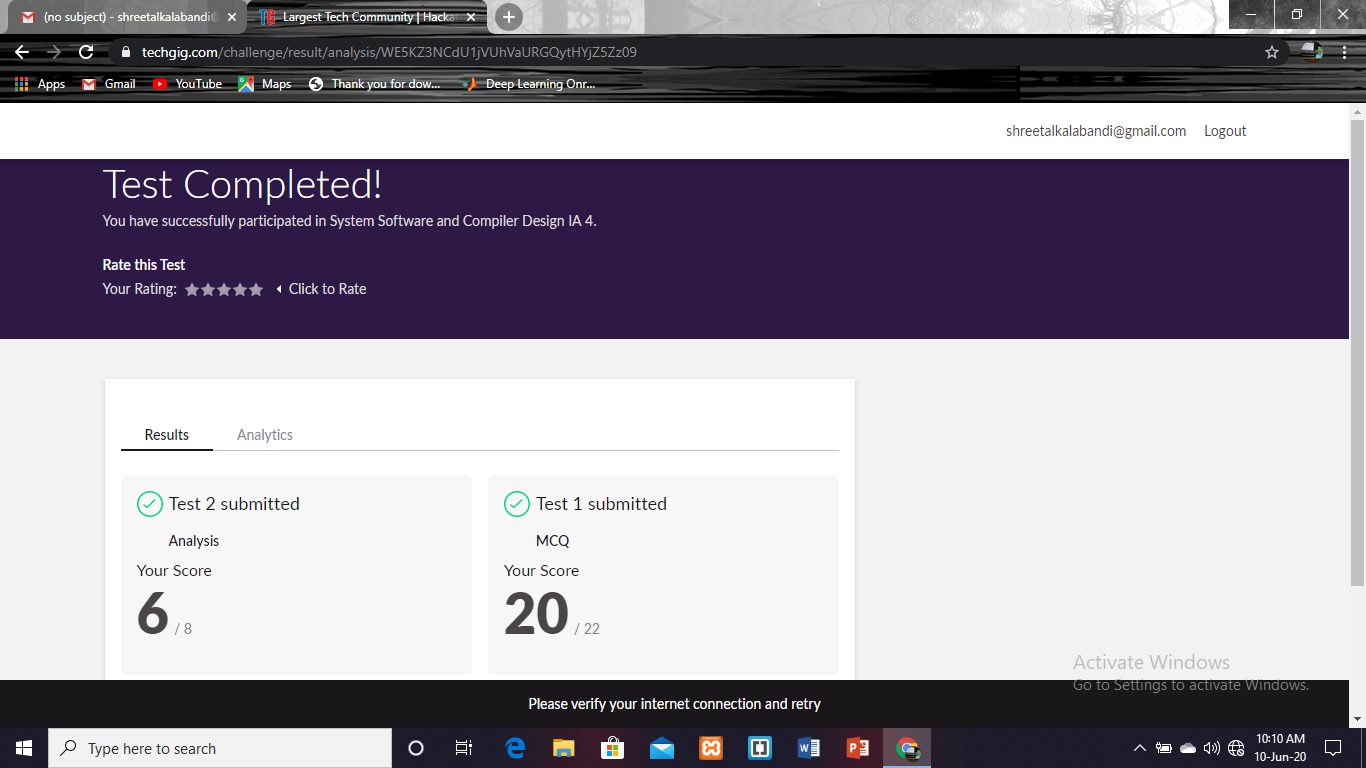 (no subject) - shreetalkalabandi@
Largest Tech Community | Hacka
techgig.com/challenge/result/analysis/WE5KZ3NCdU1jVUhVaURGQytHYjZ5Zz09
Apps
Gmail
YouTube
Maps
Thank you for dow...
Deep Learning Onr...
shreetalkalabandi@gmail.com
Logout
Test Completed!
You have successfully participated in System Software and Compiler Design IA 4.
Rate this Test
Your Rating:
Click to Rate
Results
Analytics
Test 2 submitted
Analysis
Your Score
6 / 8
Test 1 submitted
MCQ
Your Score
20 / 22
Activate Windows
Go to Settings to activate Windows.
Please verify your internet connection and retry
Type here to search
10:10 AM
10-Jun-20